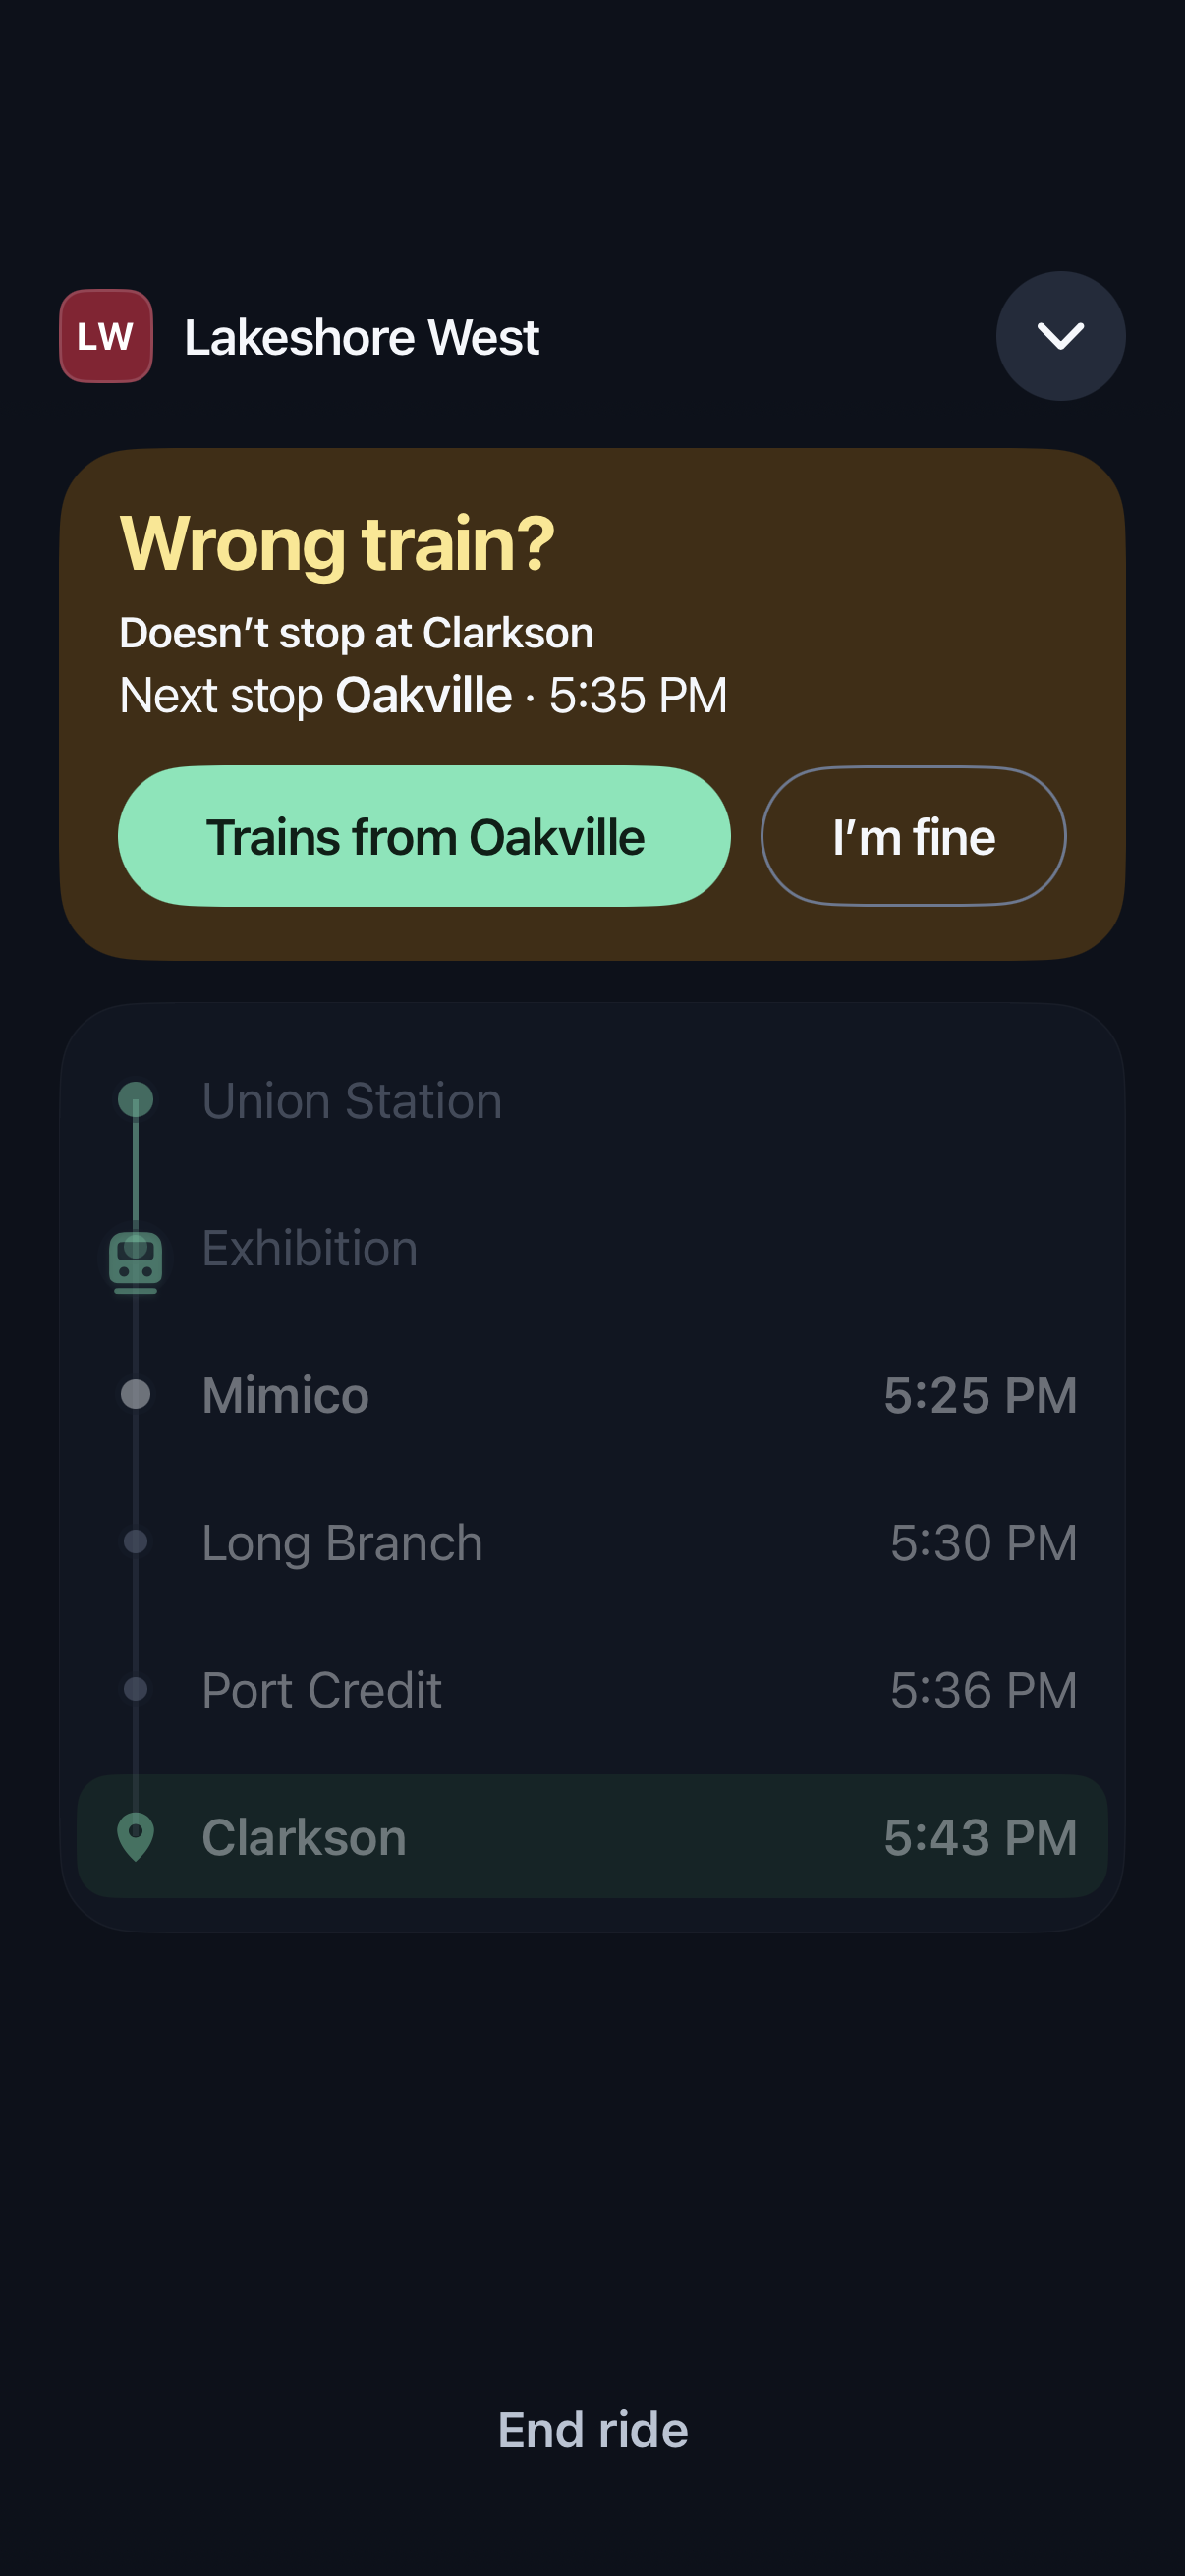 LW Lakeshore West
Wrong train?
Doesn’t stop at Clarkson
Next stop Oakville · 5:35 PM
Trains from Oakville I’m fine
Union Station
Exhibition
Mimico 5:25 PM
Long Branch 5:30 PM
Port Credit 5:36 PM
Clarkson 5:43 PM
End ride